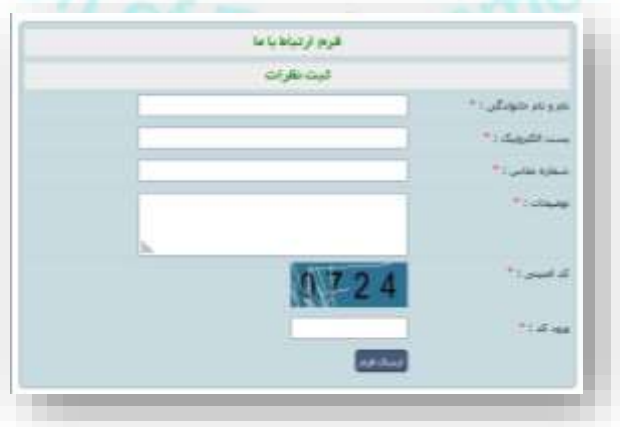 فرم ارتباط با ما
ثبت نظرات
نام و نام خانوادگی : *
پست الکترونیک : *
شماره تماس : *
توضیحات : *
کد امنیتی : *
0724
ورود کد : *
ارسال فرم